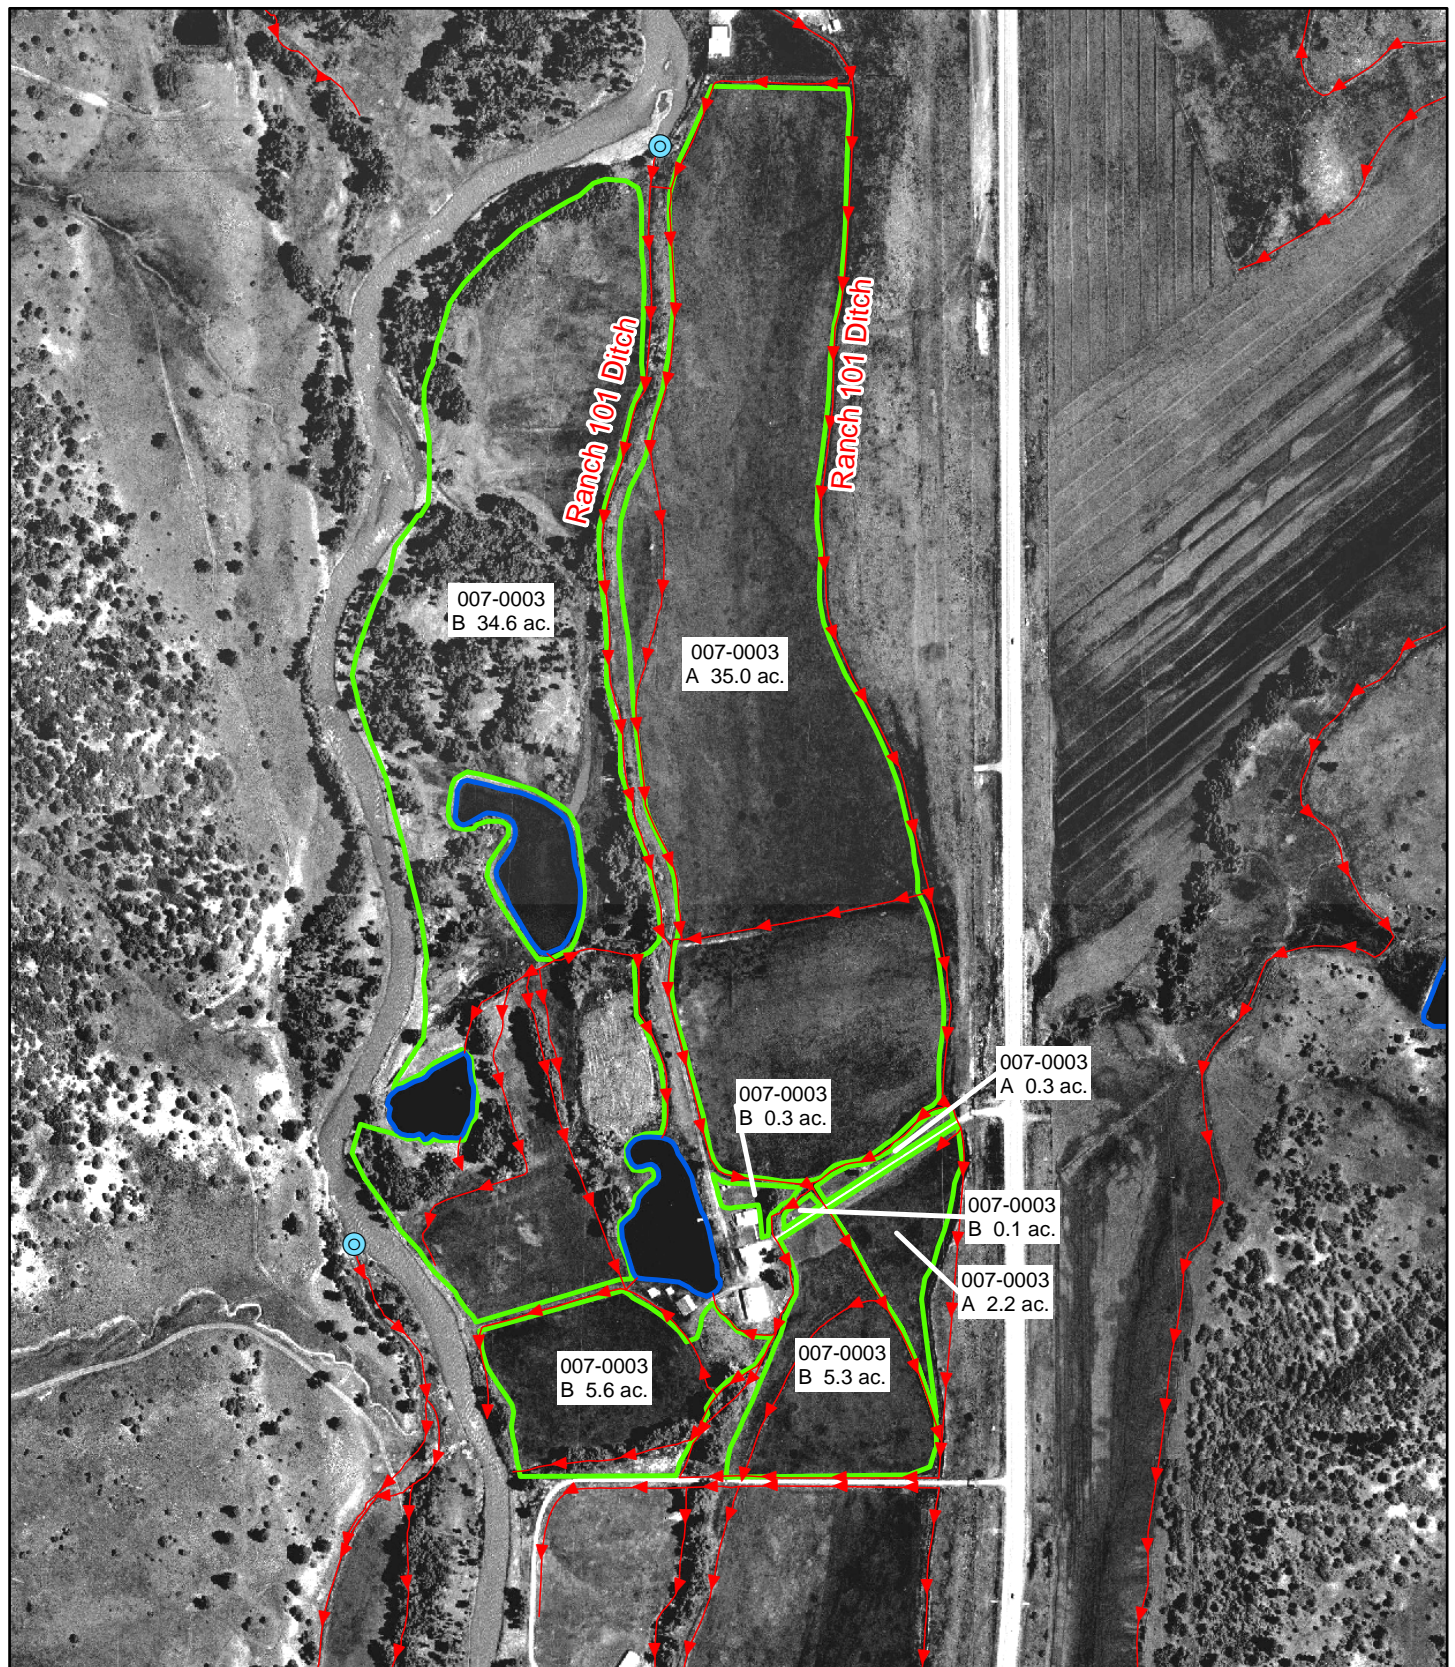 Ranch 101 Ditch
Ranch 101 Ditch
007-0003
B 34.6 ac.
007-0003
A 35.0 ac.
007-0003
A 0.3 ac.
007-0003
B 0.3 ac.
007-0003
B 0.1 ac.
007-0003
A 2.2 ac.
007-0003
B 5.3 ac.
007-0003
B 5.6 ac.